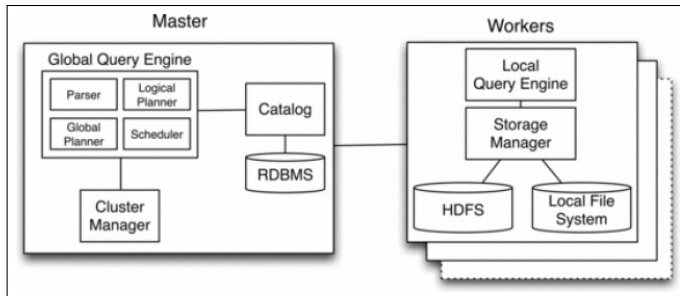 Master
Global Query Engine
Parser
Logical
Planner
Global
Planner
Scheduler
Catalog
RDBMS
Cluster
Manager
Workers
Local
Query Engine
Storage
Manager
HDFS
Local File
System